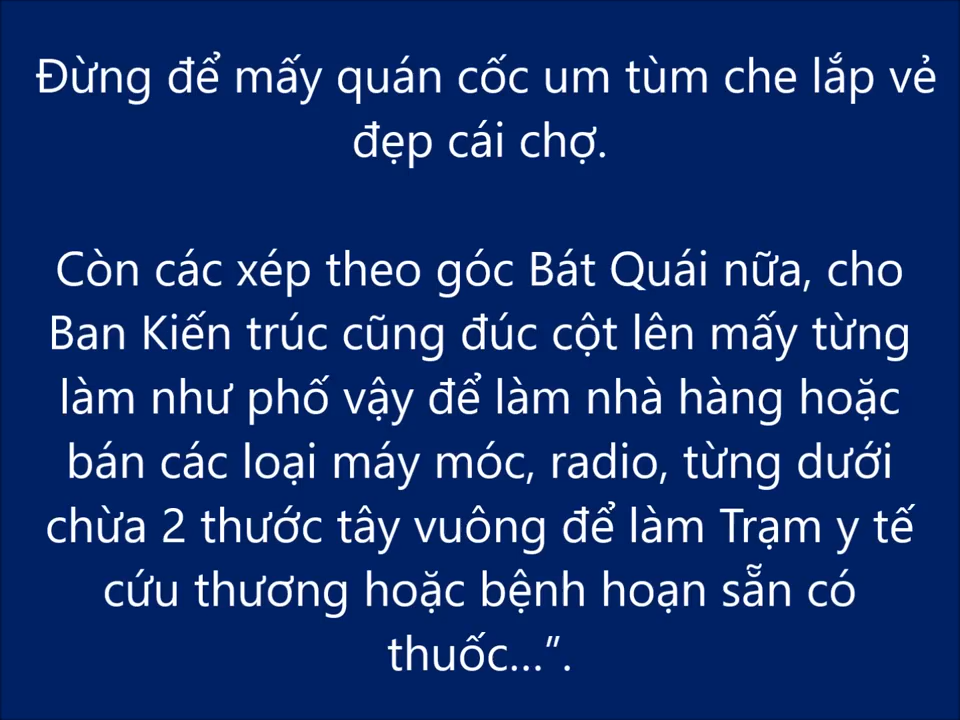 Đừng để mấy quán cốc um tùm che lắp vẻ
đẹp cái chợ.
Còn các xép theo góc Bát Quái nữa, cho
Ban Kiến trúc cũng đúc cột lên mấy từng
làm như phố vậy để làm nhà hàng hoặc
bán các loại máy móc, radio, từng dưới
chừa 2 thước tây vuông để làm Trạm y tế
cứu thương hoặc bệnh hoạn sẵn có
thuốc…”.